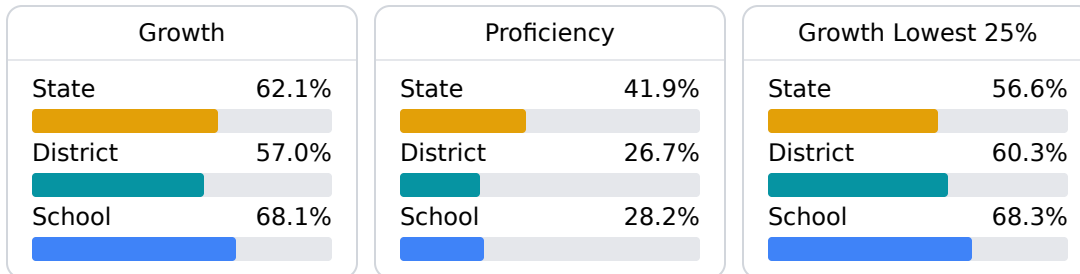 Growth
State 62.1%
District 57.0%
School 68.1%
Proficiency
State 41.9%
District 26.7%
School 28.2%
Growth Lowest 25%
State 56.6%
District 60.3%
School 68.3%